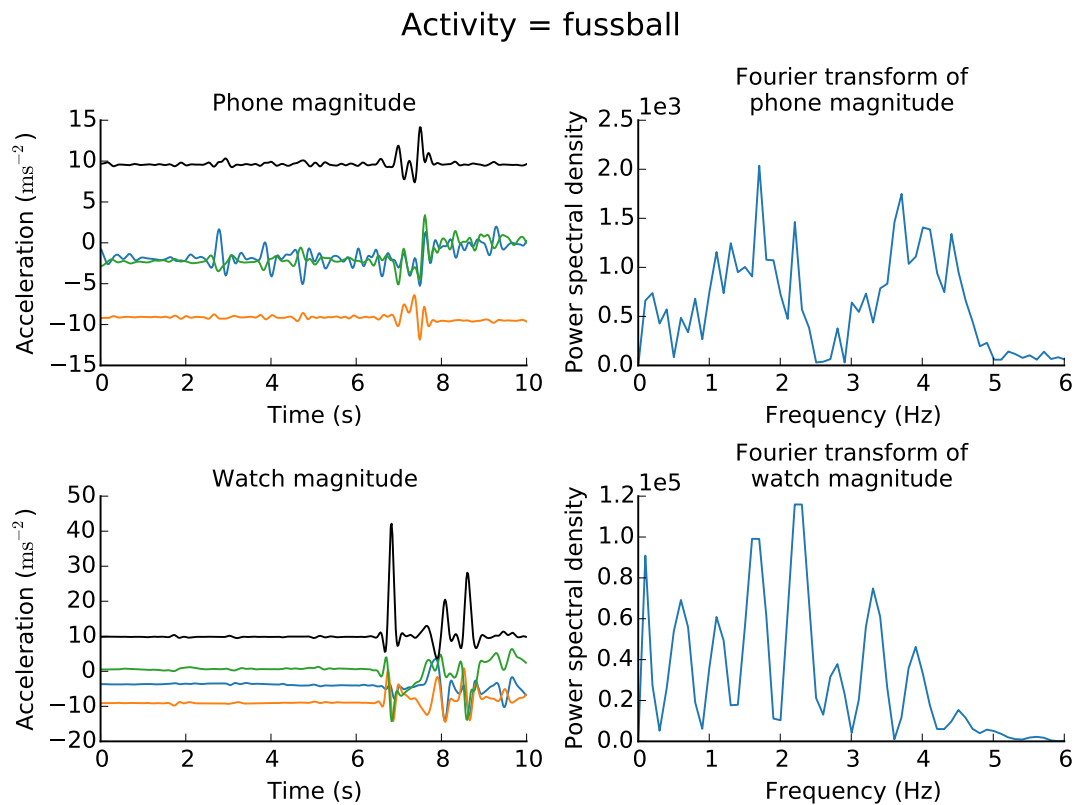 Activity = fussball
Phone magnitude
Acceleration (ms⁻²)
15
10
5
0
−5
−10
−15
0 2 4 6 8 10
Time (s)
Fourier transform of
phone magnitude
1e3
Power spectral density
2.5
2.0
1.5
1.0
0.5
0.0
0 1 2 3 4 5 6
Frequency (Hz)
Watch magnitude
Acceleration (ms⁻²)
50
40
30
20
10
0
−10
−20
0 2 4 6 8 10
Time (s)
Fourier transform of
watch magnitude
1e5
Power spectral density
1.2
1.0
0.8
0.6
0.4
0.2
0.0
0 1 2 3 4 5 6
Frequency (Hz)